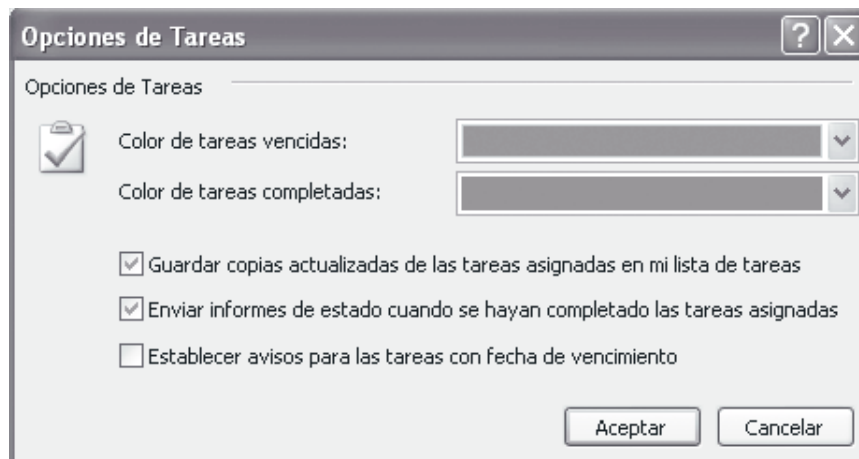 Opciones de Tareas
Opciones de Tareas
Color de tareas vencidas:
Color de tareas completadas:
Guardar copias actualizadas de las tareas asignadas en mi lista de tareas
Enviar informes de estado cuando se hayan completado las tareas asignadas
Establecer avisos para las tareas con fecha de vencimiento
Aceptar Cancelar